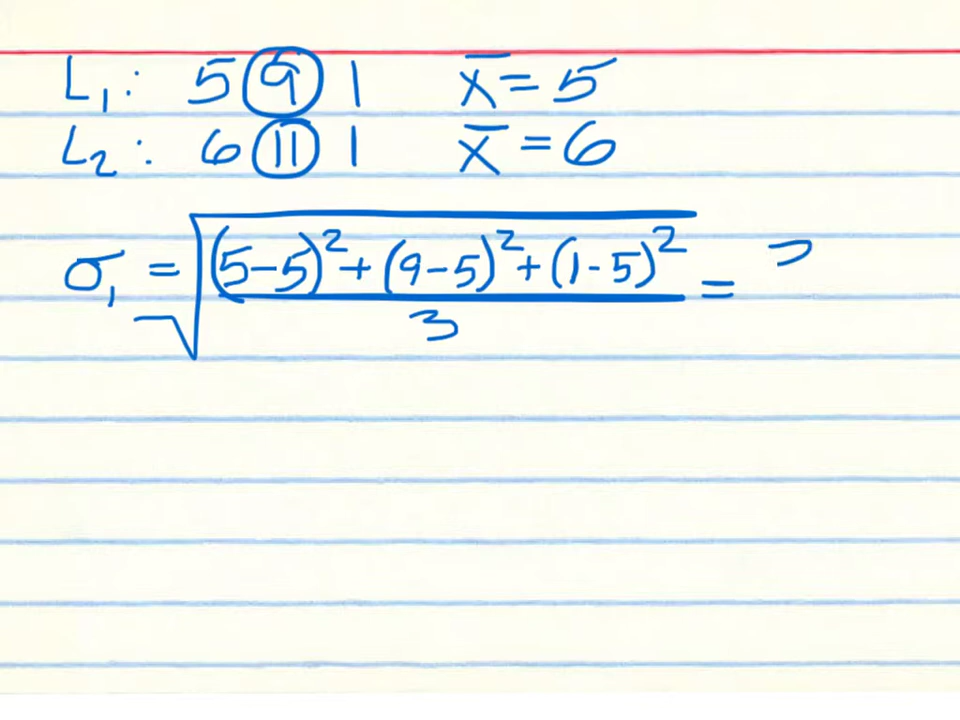 L₁: 5 9 1 x̄ = 5
L₂: 6 11 1 x̄ = 6
σ₁ = √((5-5)² + (9-5)² + (1-5)² / 3) =